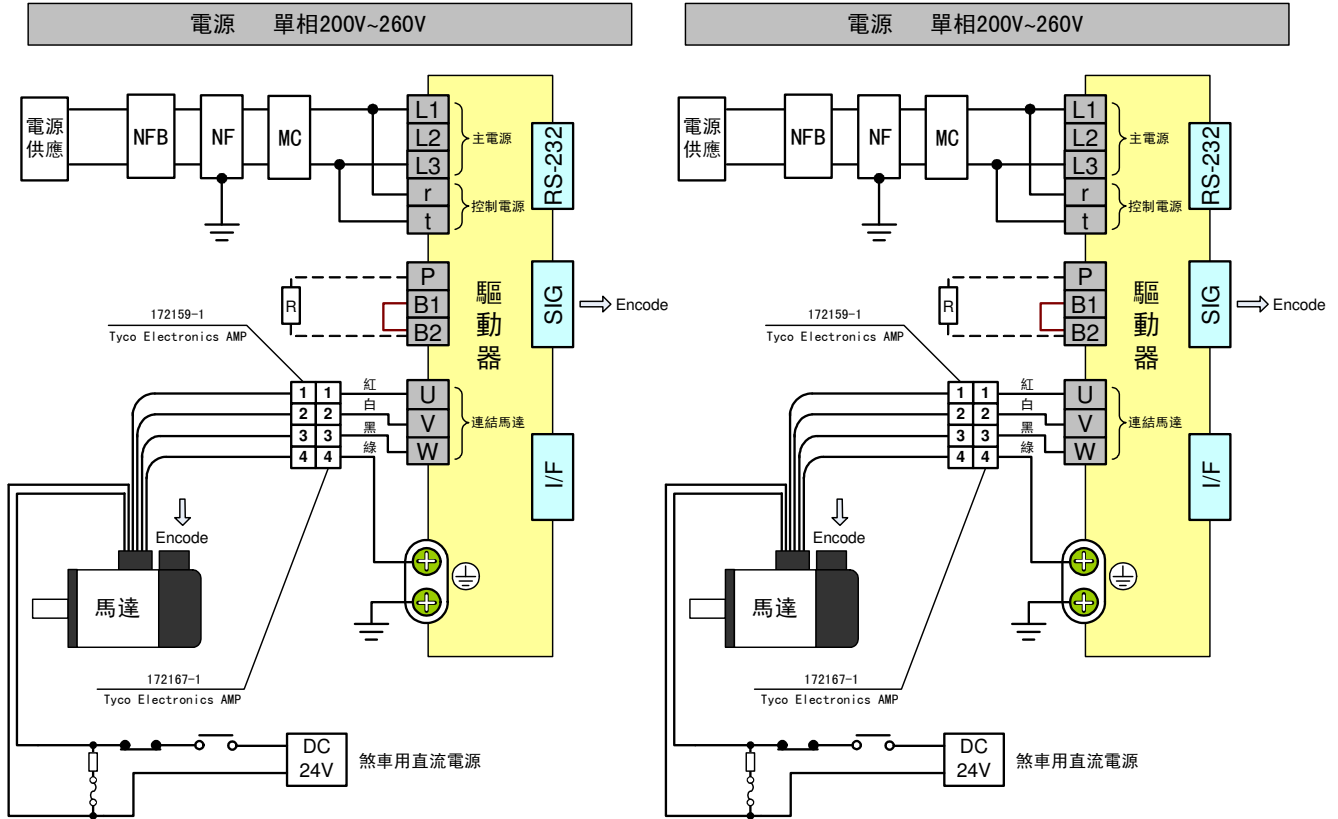 電源 單相200V~260V
電源
供應
NFB
NF
MC
L1
L2
L3
r
t
主電源
控制電源
RS-232
P
B1
B2
R
驅
動
器
SIG
Encode
172159-1
Tyco Electronics AMP
1 1
2 2
3 3
4 4
紅
白
黑
綠
U
V
W
連結馬達
I/F
Encode
馬達
172167-1
Tyco Electronics AMP
DC
24V
煞車用直流電源
電源 單相200V~260V
電源
供應
NFB
NF
MC
L1
L2
L3
r
t
主電源
控制電源
RS-232
P
B1
B2
R
驅
動
器
SIG
Encode
172159-1
Tyco Electronics AMP
1 1
2 2
3 3
4 4
紅
白
黑
綠
U
V
W
連結馬達
I/F
Encode
馬達
172167-1
Tyco Electronics AMP
DC
24V
煞車用直流電源